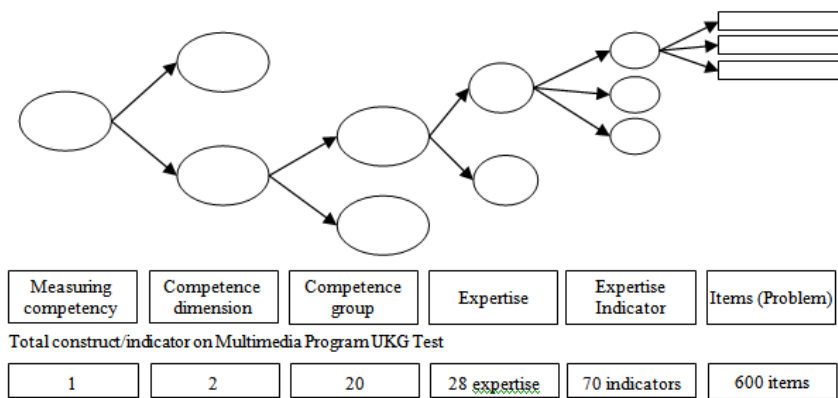 Measuring
competency
Competence
dimension
Competence
group
Expertise
Expertise
Indicator
Items (Problem)
Total construct/indicator on Multimedia Program UKG Test
1
2
20
28 expertise
70 indicators
600 items